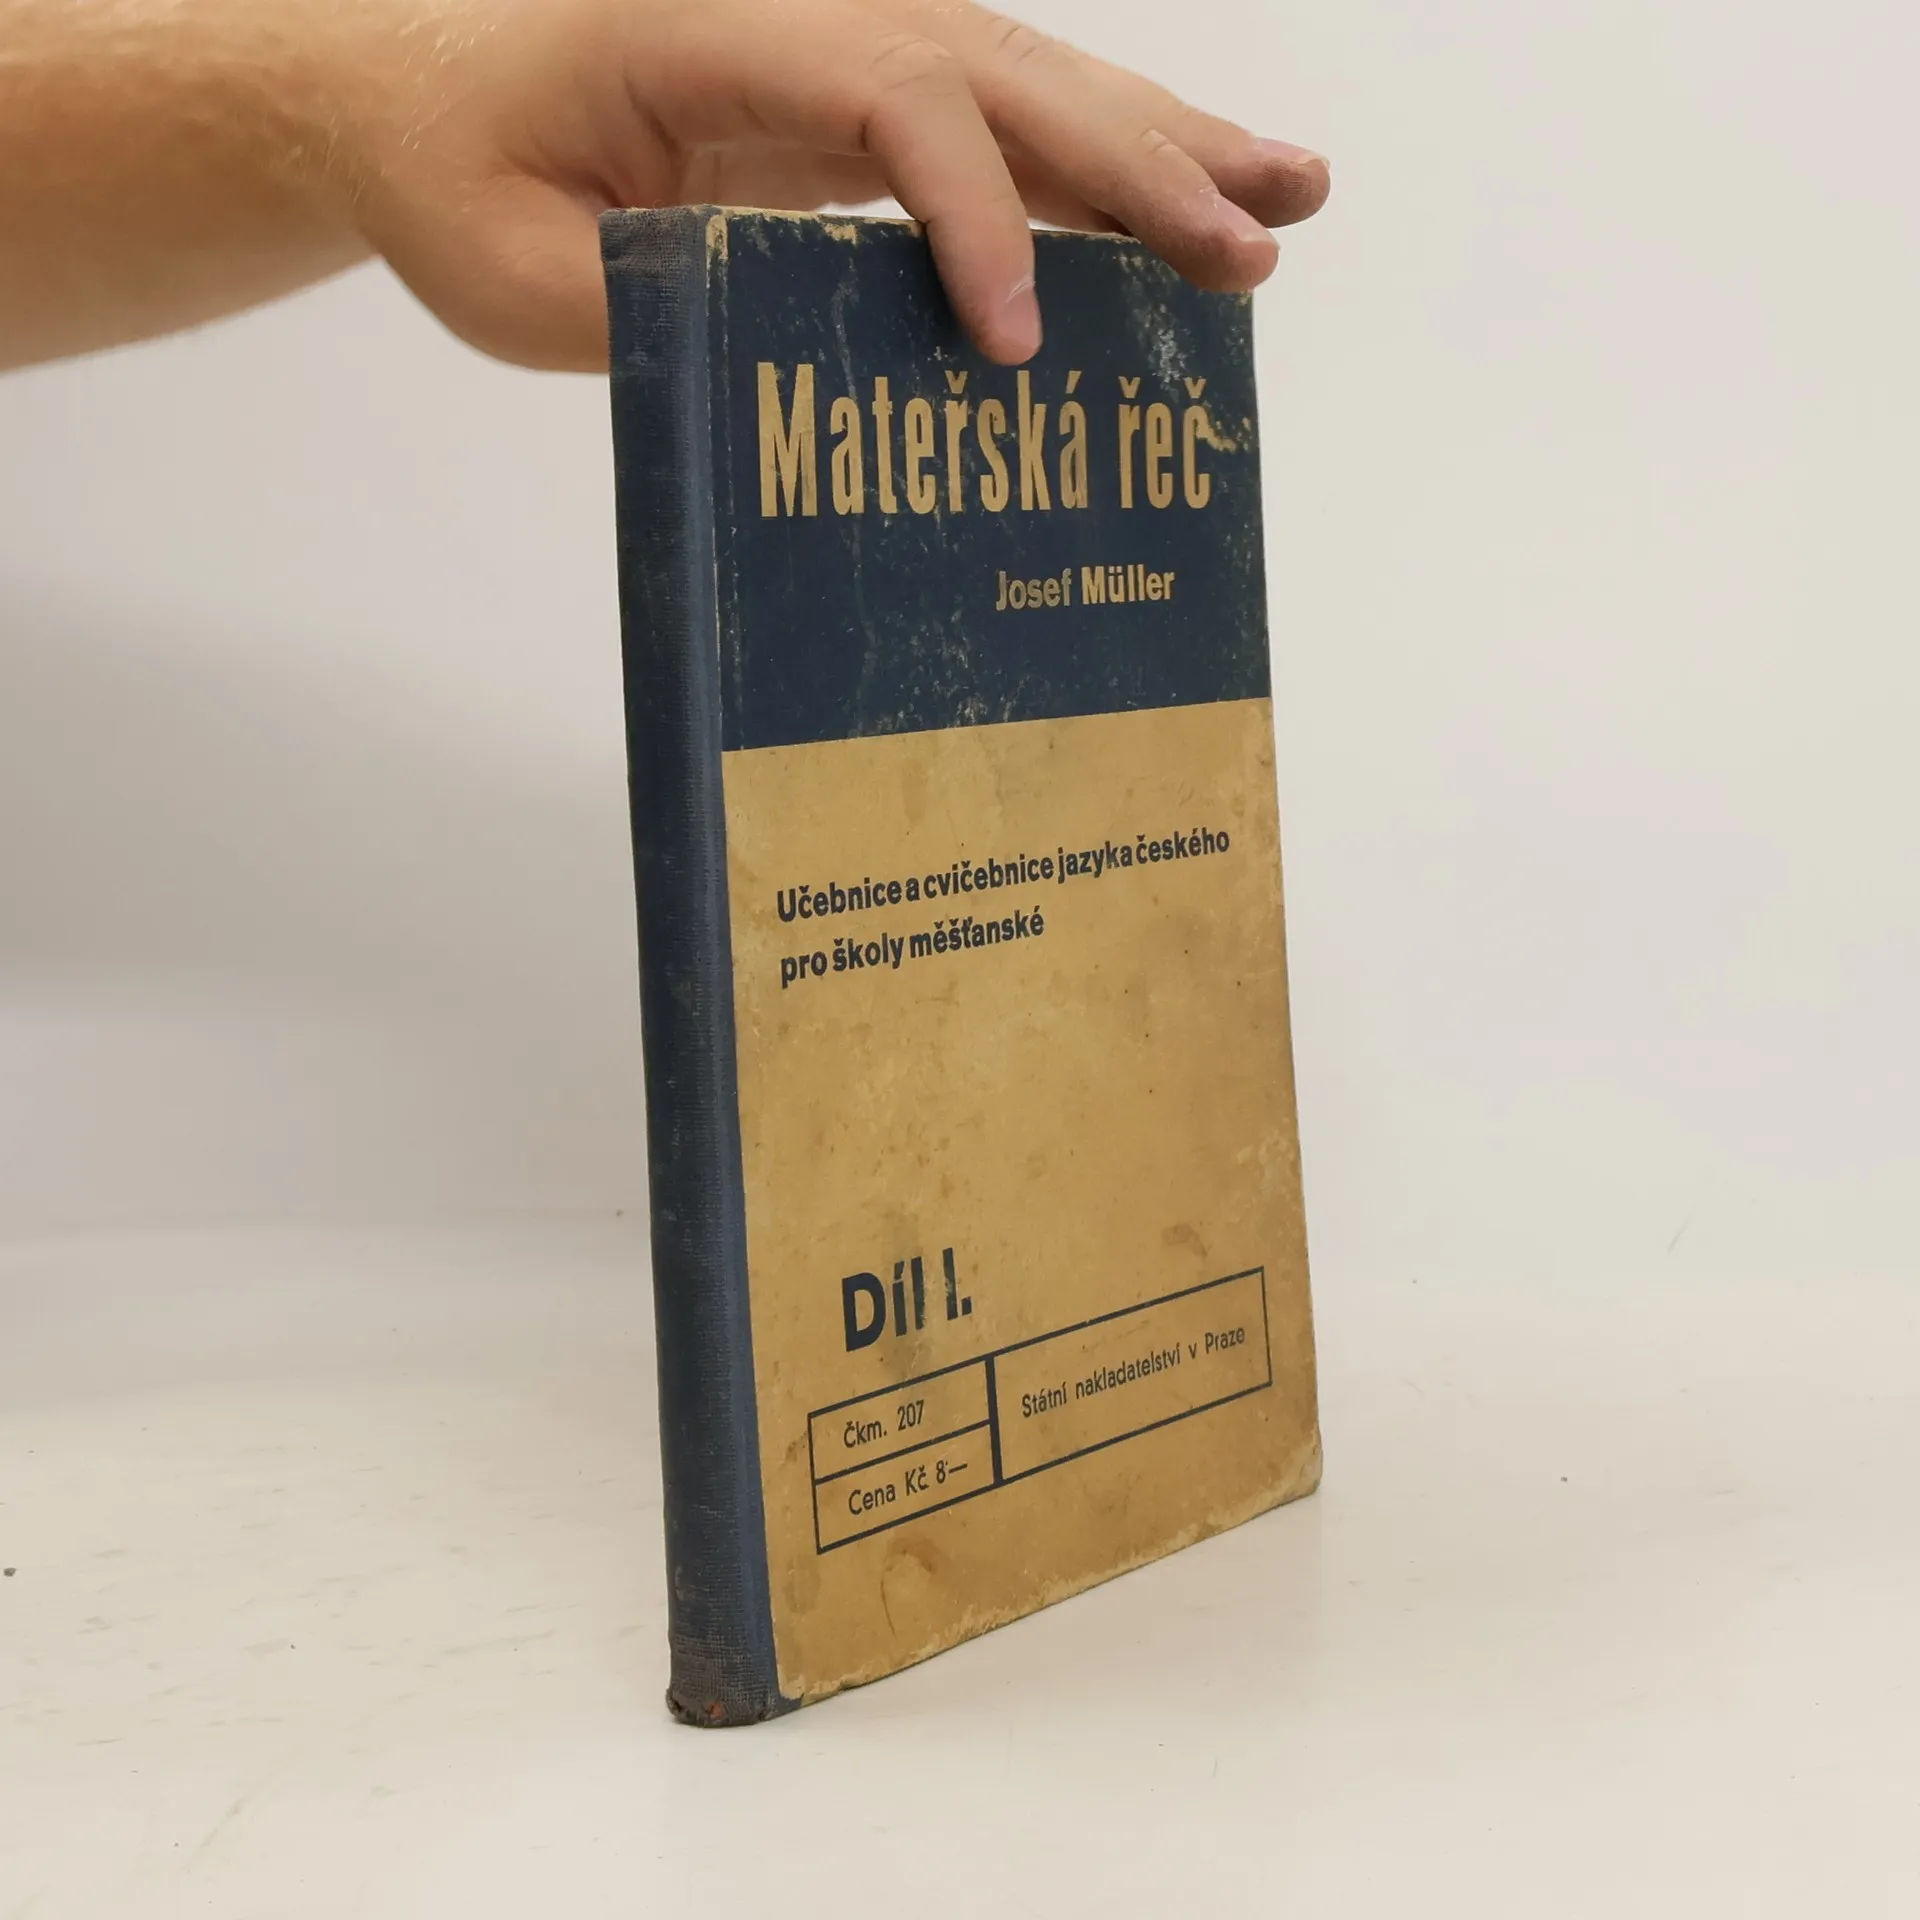 Mateřská řeč
Josef Müller
Učebnice a cvičebnice jazyka českého
pro školy měšťanské
Díl I.
Čkm. 207
Cena Kč 8·—
Státní nakladatelství v Praze